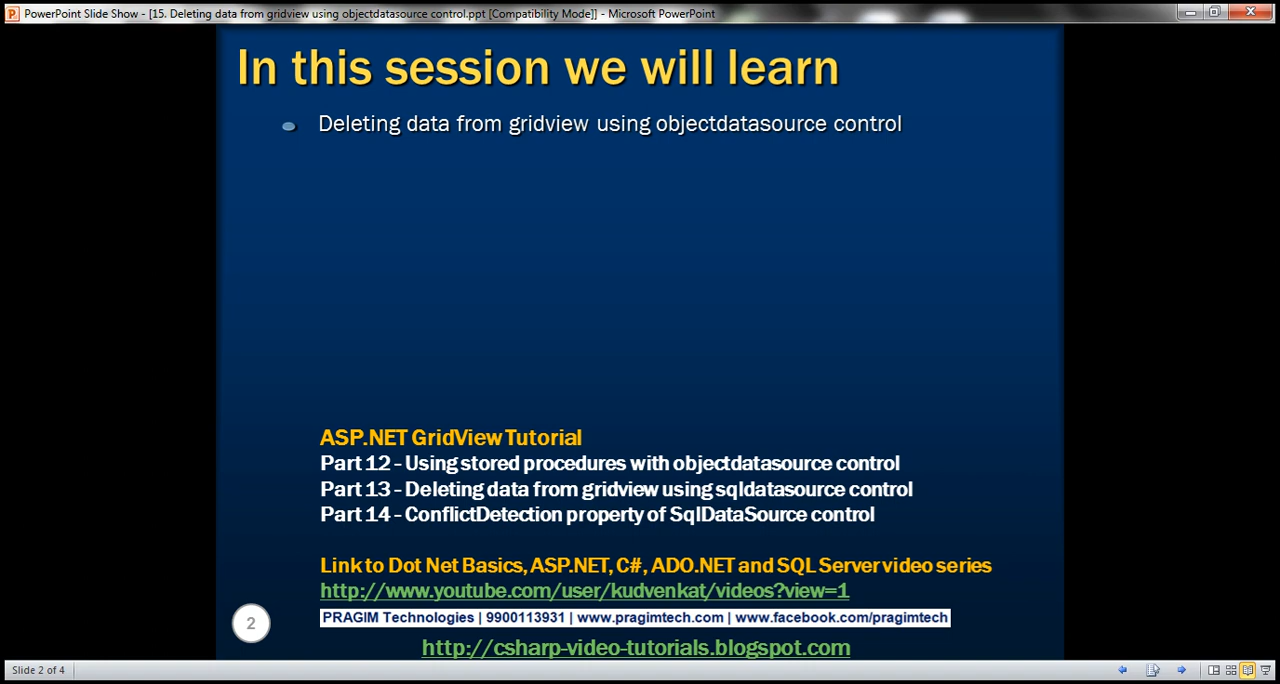 PowerPoint Slide Show - [15. Deleting data from gridview using objectdatasource control.ppt [Compatibility Mode]] - Microsoft PowerPoint
In this session we will learn
Deleting data from gridview using objectdatasource control
ASP.NET GridView Tutorial
Part 12 - Using stored procedures with objectdatasource control
Part 13 - Deleting data from gridview using sqldatasource control
Part 14 - ConflictDetection property of SqlDataSource control
Link to Dot Net Basics, ASP.NET, C#, ADO.NET and SQL Server video series
http://www.youtube.com/user/kudvenkat/videos?view=1
2
PRAGIM Technologies | 9900113931 | www.pragimtech.com | www.facebook.com/pragimtech
http://csharp-video-tutorials.blogspot.com
Slide 2 of 4